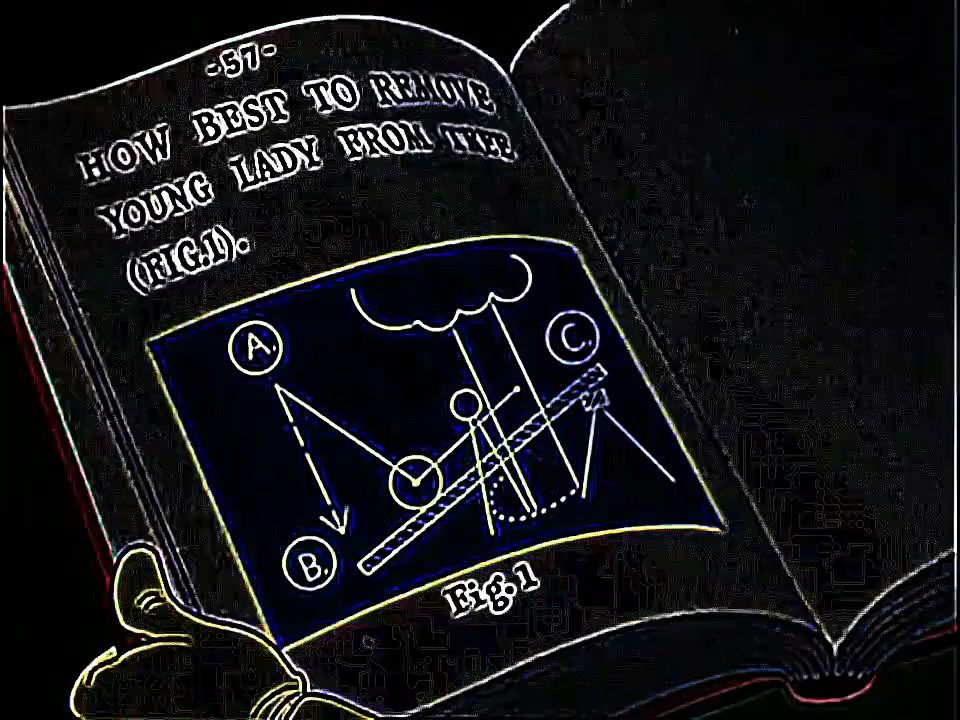 -57-
HOW BEST TO REMOVE
YOUNG LADY FROM TREE
(FIG.1).
A.
C.
B.
Fig. 1